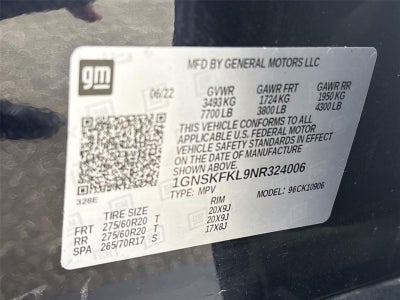 gm
MFD BY GENERAL MOTORS LLC
06/22 GVWR GAWR FRT GAWR RR
3493 KG 1724 KG 1950 KG
7700 LB 3800 LB 4300 LB
THIS VEHICLE CONFORMS TO ALL APPLICABLE
U.S. FEDERAL MOTOR
VEHICLE SAFETY STANDARDS IN EFFECT ON
THE DATE OF MANUFACTURE SHOWN ABOVE.
1GNSKFKL9NR324006
328E TYPE: MPV MODEL: 96CK10906
TIRE SIZE RIM
FRT 275/60R20 T 20X9J
RR 275/60R20 T 20X9J
SPA 265/70R17 S 17X8J